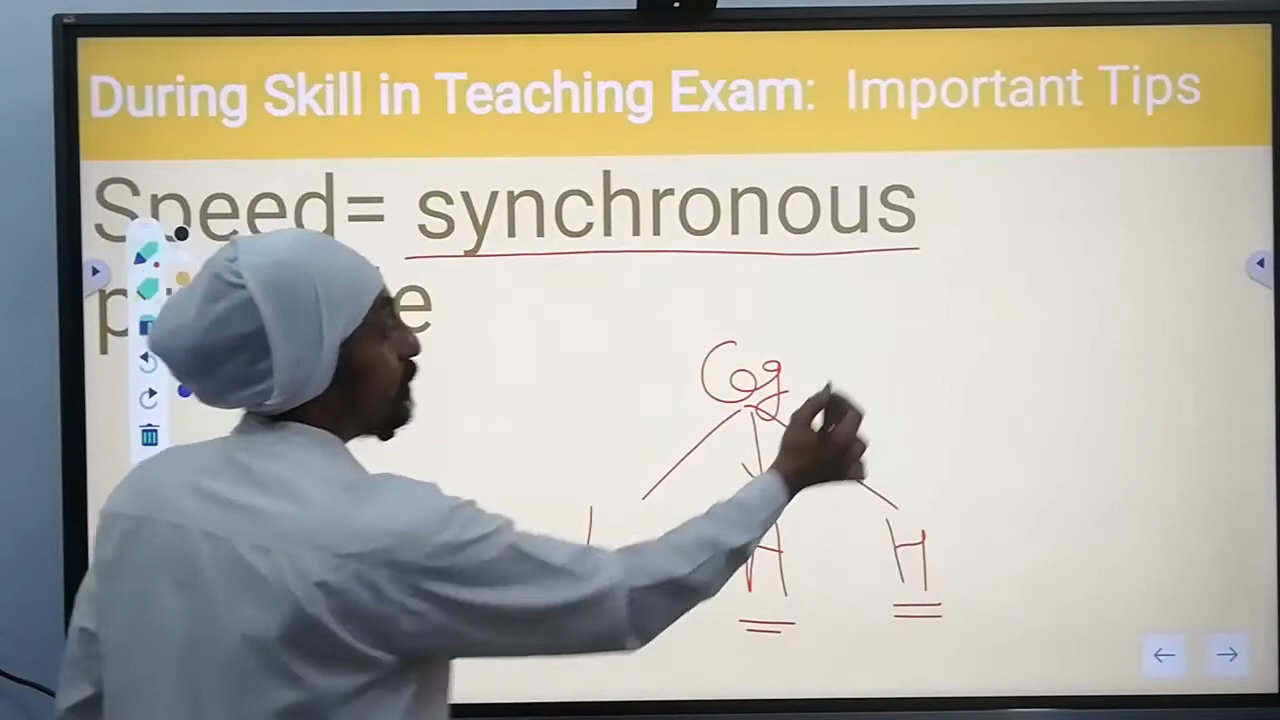 During Skill in Teaching Exam: Important Tips
Speed= synchronous
Cog
H H